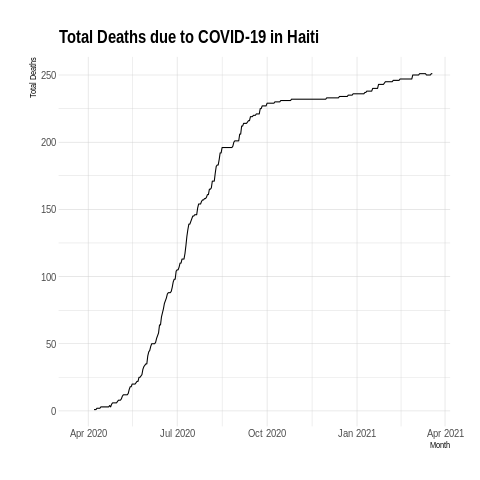 Total Deaths due to COVID-19 in Haiti
Total Deaths
250
200
150
100
50
0
Apr 2020
Jul 2020
Oct 2020
Jan 2021
Apr 2021
Month